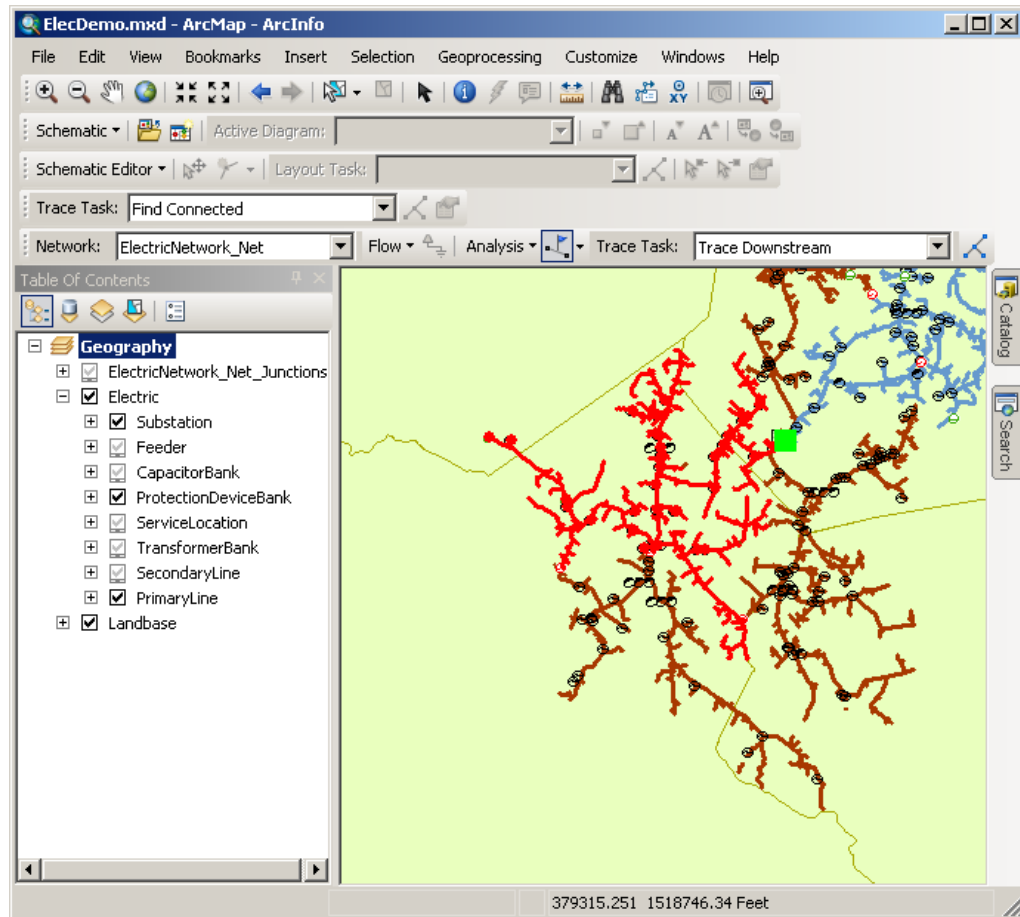 ElecDemo.mxd - ArcMap - ArcInfo
File Edit View Bookmarks Insert Selection Geoprocessing Customize Windows Help
XY
Schematic Active Diagram:
A A
Schematic Editor Layout Task:
Trace Task: Find Connected
Network: ElectricNetwork_Net Flow Analysis Trace Task: Trace Downstream
Table Of Contents
Geography
ElectricNetwork_Net_Junctions
Electric
Substation
Feeder
CapacitorBank
ProtectionDeviceBank
ServiceLocation
TransformerBank
SecondaryLine
PrimaryLine
Landbase
Catalog
Search
379315.251 1518746.34 Feet